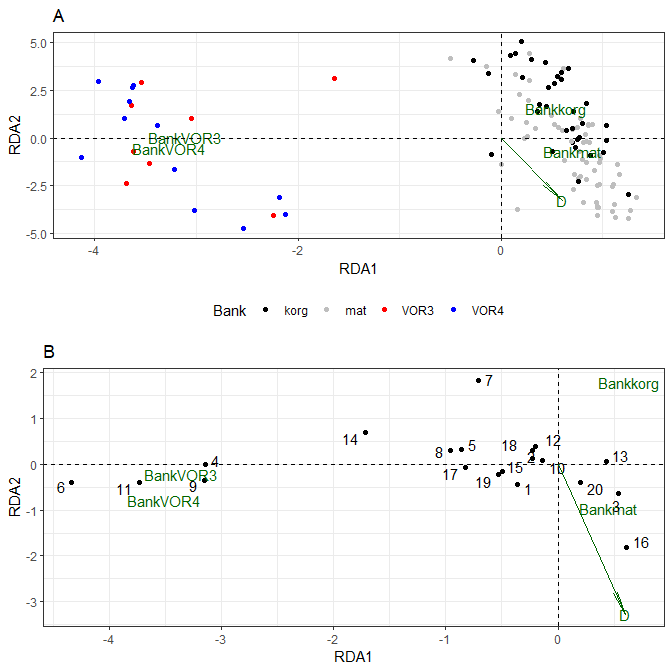 A
5.0
2.5
0.0
-2.5
-5.0
RDA2
Bankkorg
BankVOR3
BankVOR4
Bankmat
D
-4
-2
0
RDA1
Bank
korg
mat
VOR3
VOR4
B
2
1
0
-1
-2
-3
RDA2
7
Bankkorg
14
8
5
18
12
2
13
4
BankVOR3
17
15
10
6
11
9
19
1
20
BankVOR4
3
Bankmat
16
D
-4
-3
-2
-1
0
RDA1